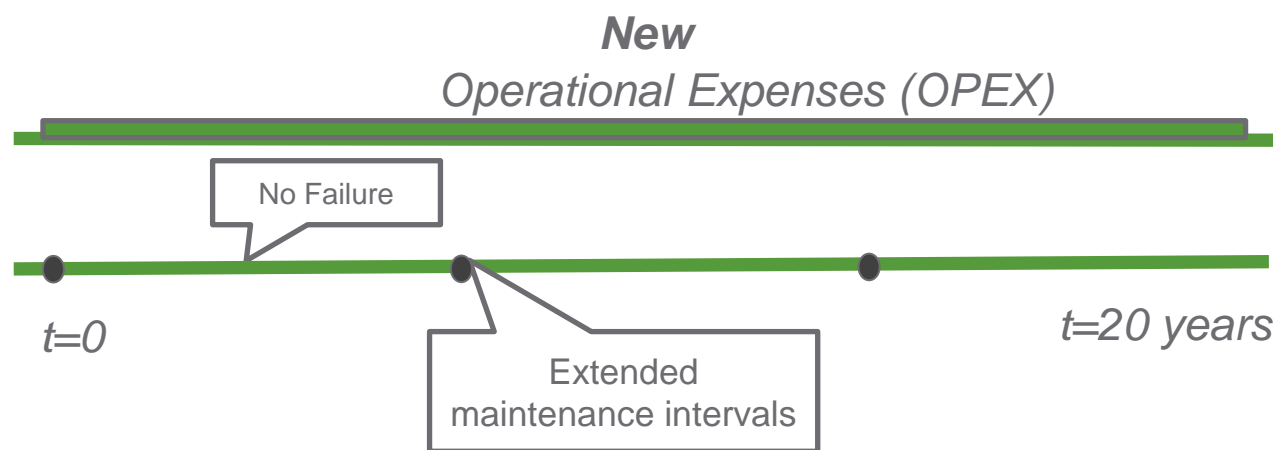 New
Operational Expenses (OPEX)
No Failure
t=0
t=20 years
Extended
maintenance intervals